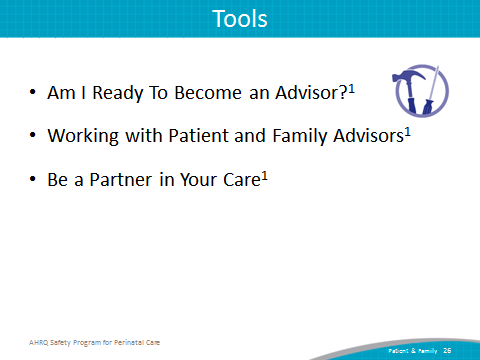 Tools
• Am I Ready To Become an Advisor?¹
• Working with Patient and Family Advisors¹
• Be a Partner in Your Care¹
AHRQ Safety Program for Perinatal Care
Patient & Family 26